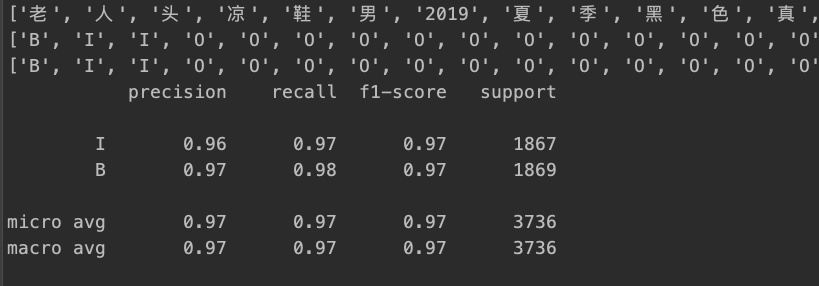 ['老', '人', '头', '凉', '鞋', '男', '2019', '夏', '季', '黑', '色', '真',
['B', 'I', 'I', 'O', 'O', 'O', 'O', 'O', 'O', 'O', 'O', 'O', 'O', 'O'
['B', 'I', 'I', 'O', 'O', 'O', 'O', 'O', 'O', 'O', 'O', 'O', 'O', 'O'
precision recall f1-score support
I 0.96 0.97 0.97 1867
B 0.97 0.98 0.97 1869
micro avg 0.97 0.97 0.97 3736
macro avg 0.97 0.97 0.97 3736